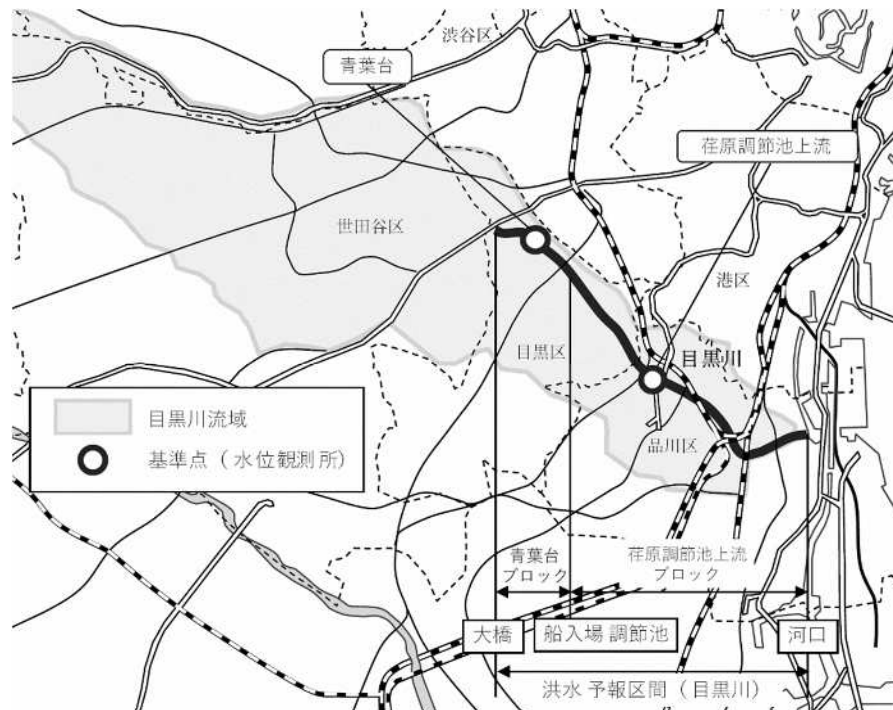 渋谷区
青葉台
荏原調節池上流
世田谷区
港区
目黒区
目黒川
目黒川流域
基準点（水位観測所）
品川区
青葉台
ブロック
荏原調節池上流
ブロック
大橋
船入場調節池
河口
洪水予報区間（目黒川）